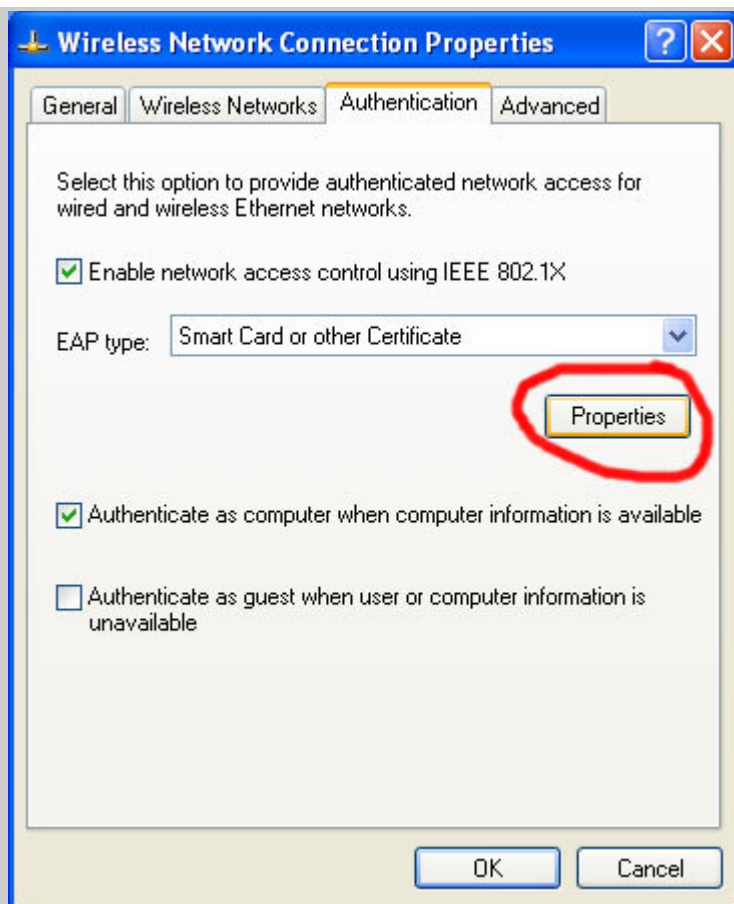 Wireless Network Connection Properties
General Wireless Networks Authentication Advanced
Select this option to provide authenticated network access for
wired and wireless Ethernet networks.
Enable network access control using IEEE 802.1X
EAP type: Smart Card or other Certificate
Properties
Authenticate as computer when computer information is available
Authenticate as guest when user or computer information is
unavailable
OK Cancel